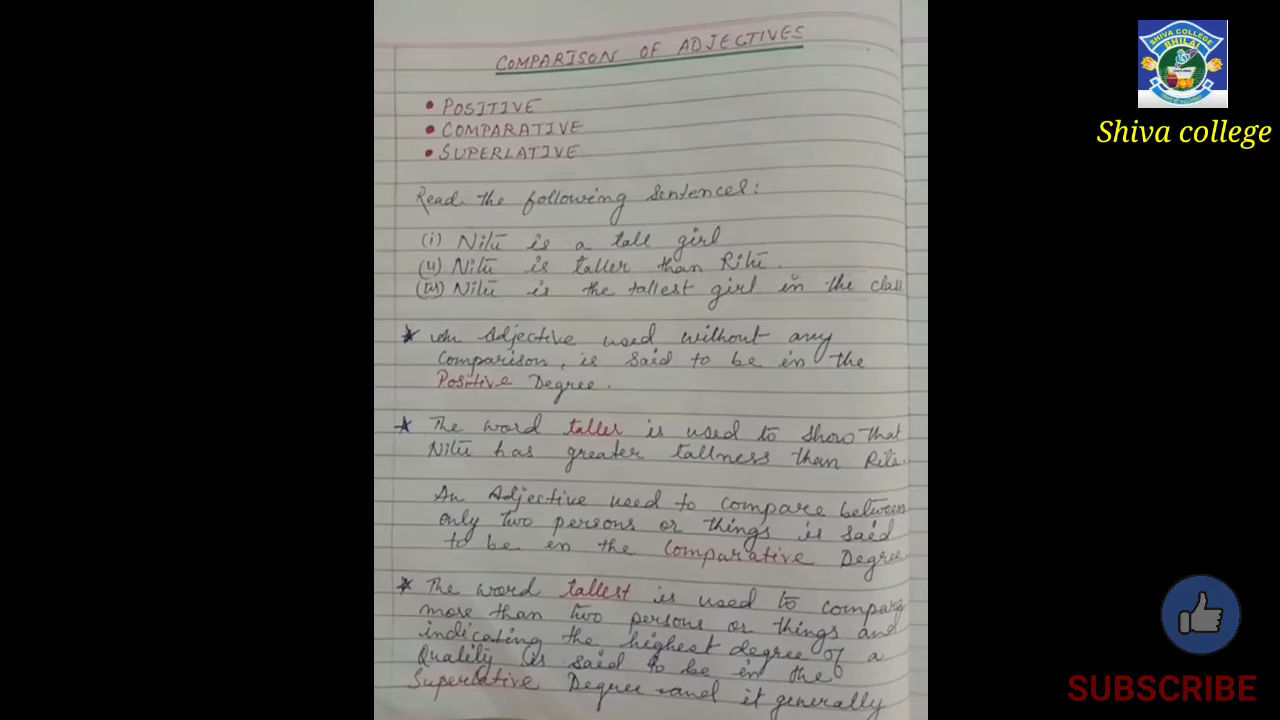 COMPARISON OF ADJECTIVES
• POSITIVE
• COMPARATIVE
• SUPERLATIVE
Read the following sentences:
(i) Nitu is a tall girl
(ii) Nitu is taller than Ritu.
(iii) Nitu is the tallest girl in the class
★ An Adjective used without any
comparison, is said to be in the
Positive Degree.
★ The word taller is used to show that
Nitu has greater tallness than Ritu.
An Adjective used to compare between
only two persons or things is said
to be in the Comparative Degree
★ The word tallest is used to compare
more than two persons or things and
indicating the highest degree of a
Quality is said to be in the
Superlative Degree and it generally
SHIVA COLLEGE
BHILAI
Shiva college
SUBSCRIBE